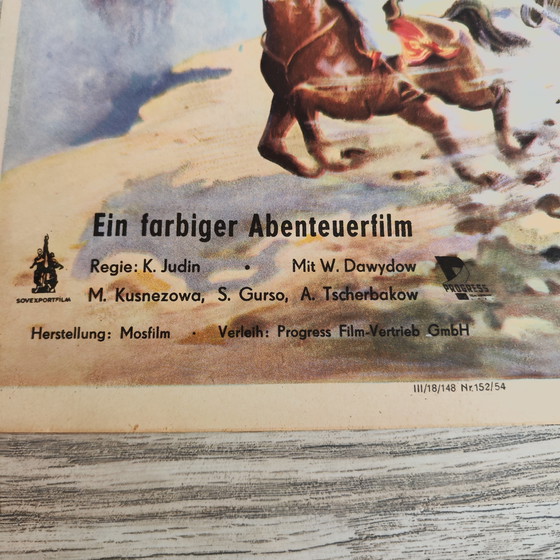 Ein farbiger Abenteuerfilm
Regie: K. Judin • Mit W. Dawydow
M. Kusnezowa, S. Gurso, A. Tscherbakow
SOVEXPORTFILM
PROGRESS
Herstellung: Mosfilm · Verleih: Progress Film-Vertrieb GmbH
III/18/148 Nr. 152/54